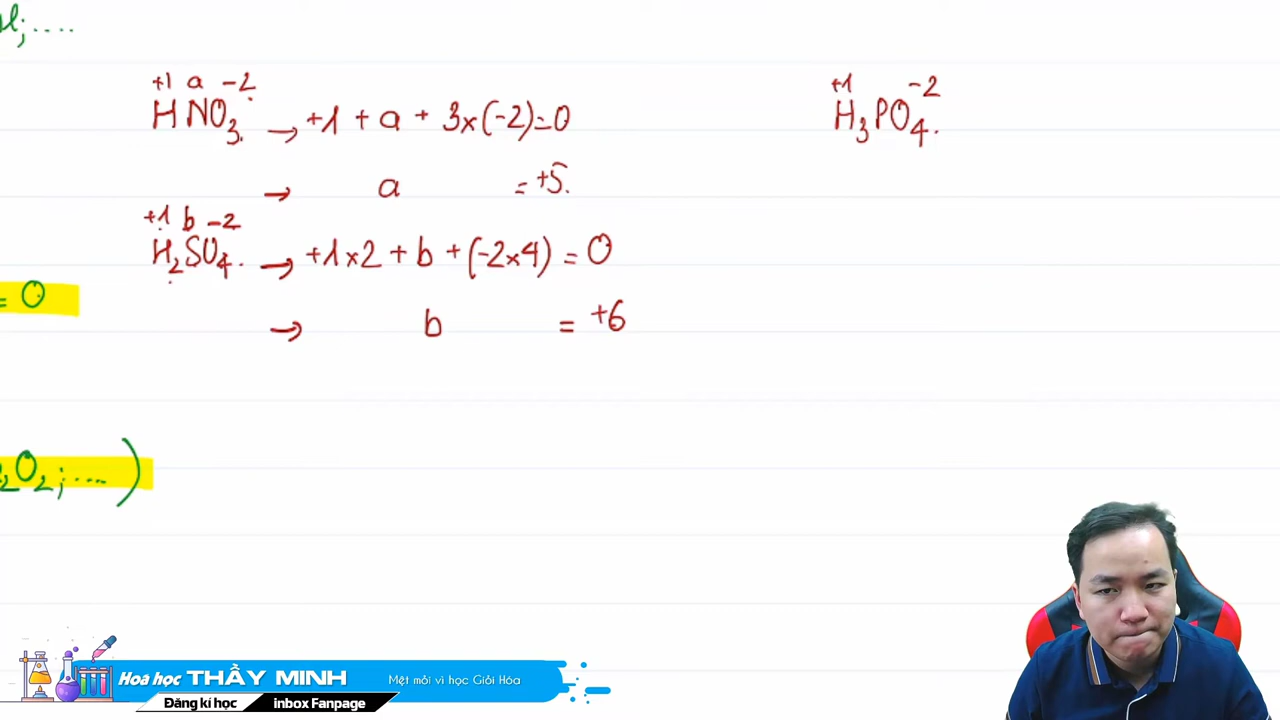 +1 a -2
HNO₃ → +1 + a + 3x(-2)=0
→ a = +5.
+1 b -2
H₂SO₄. → +1x2 + b + (-2x4) = 0
= 0
→ b = +6
₂O₂;....)
+1 -2
H₃PO₄.
Hoá học THẦY MINH
Mệt mỏi vì học Giỏi Hóa
Đăng kí học inbox Fanpage